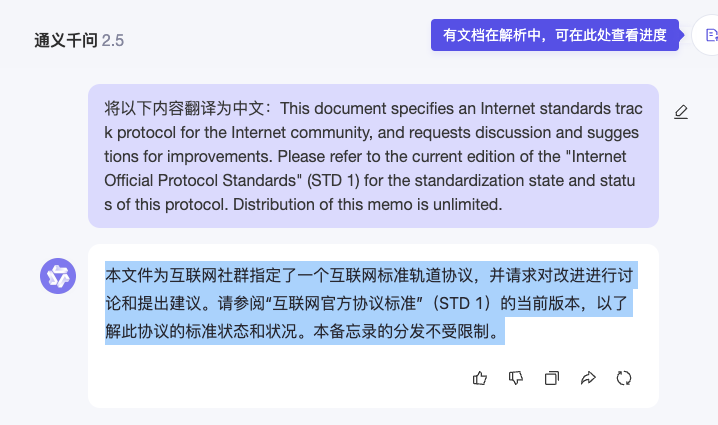 通义千问 2.5
有文档在解析中，可在此处查看进度
将以下内容翻译为中文：This document specifies an Internet standards trac
k protocol for the Internet community, and requests discussion and sugges
tions for improvements. Please refer to the current edition of the "Internet
Official Protocol Standards" (STD 1) for the standardization state and statu
s of this protocol. Distribution of this memo is unlimited.
本文件为互联网社群指定了一个互联网标准轨道协议，并请求对改进进行讨
论和提出建议。请参阅“互联网官方协议标准”（STD 1）的当前版本，以了
解此协议的标准状态和状况。本备忘录的分发不受限制。